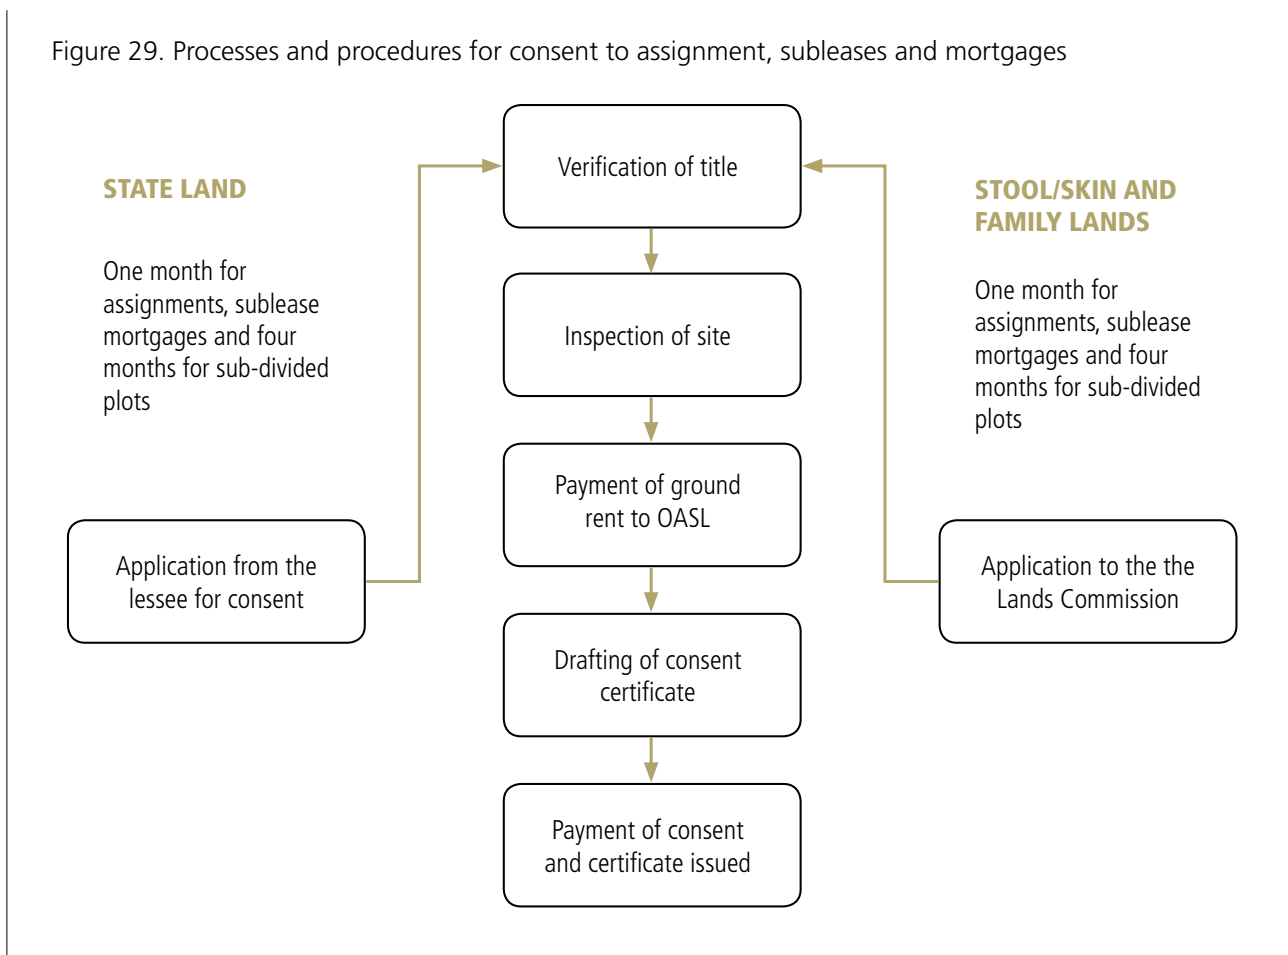 Figure 29. Processes and procedures for consent to assignment, subleases and mortgages
STATE LAND
One month for
assignments, sublease
mortgages and four
months for sub-divided
plots
Application from the
lessee for consent
Verification of title
Inspection of site
Payment of ground
rent to OASL
Drafting of consent
certificate
Payment of consent
and certificate issued
STOOL/SKIN AND
FAMILY LANDS
One month for
assignments, sublease
mortgages and four
months for sub-divided
plots
Application to the the
Lands Commission